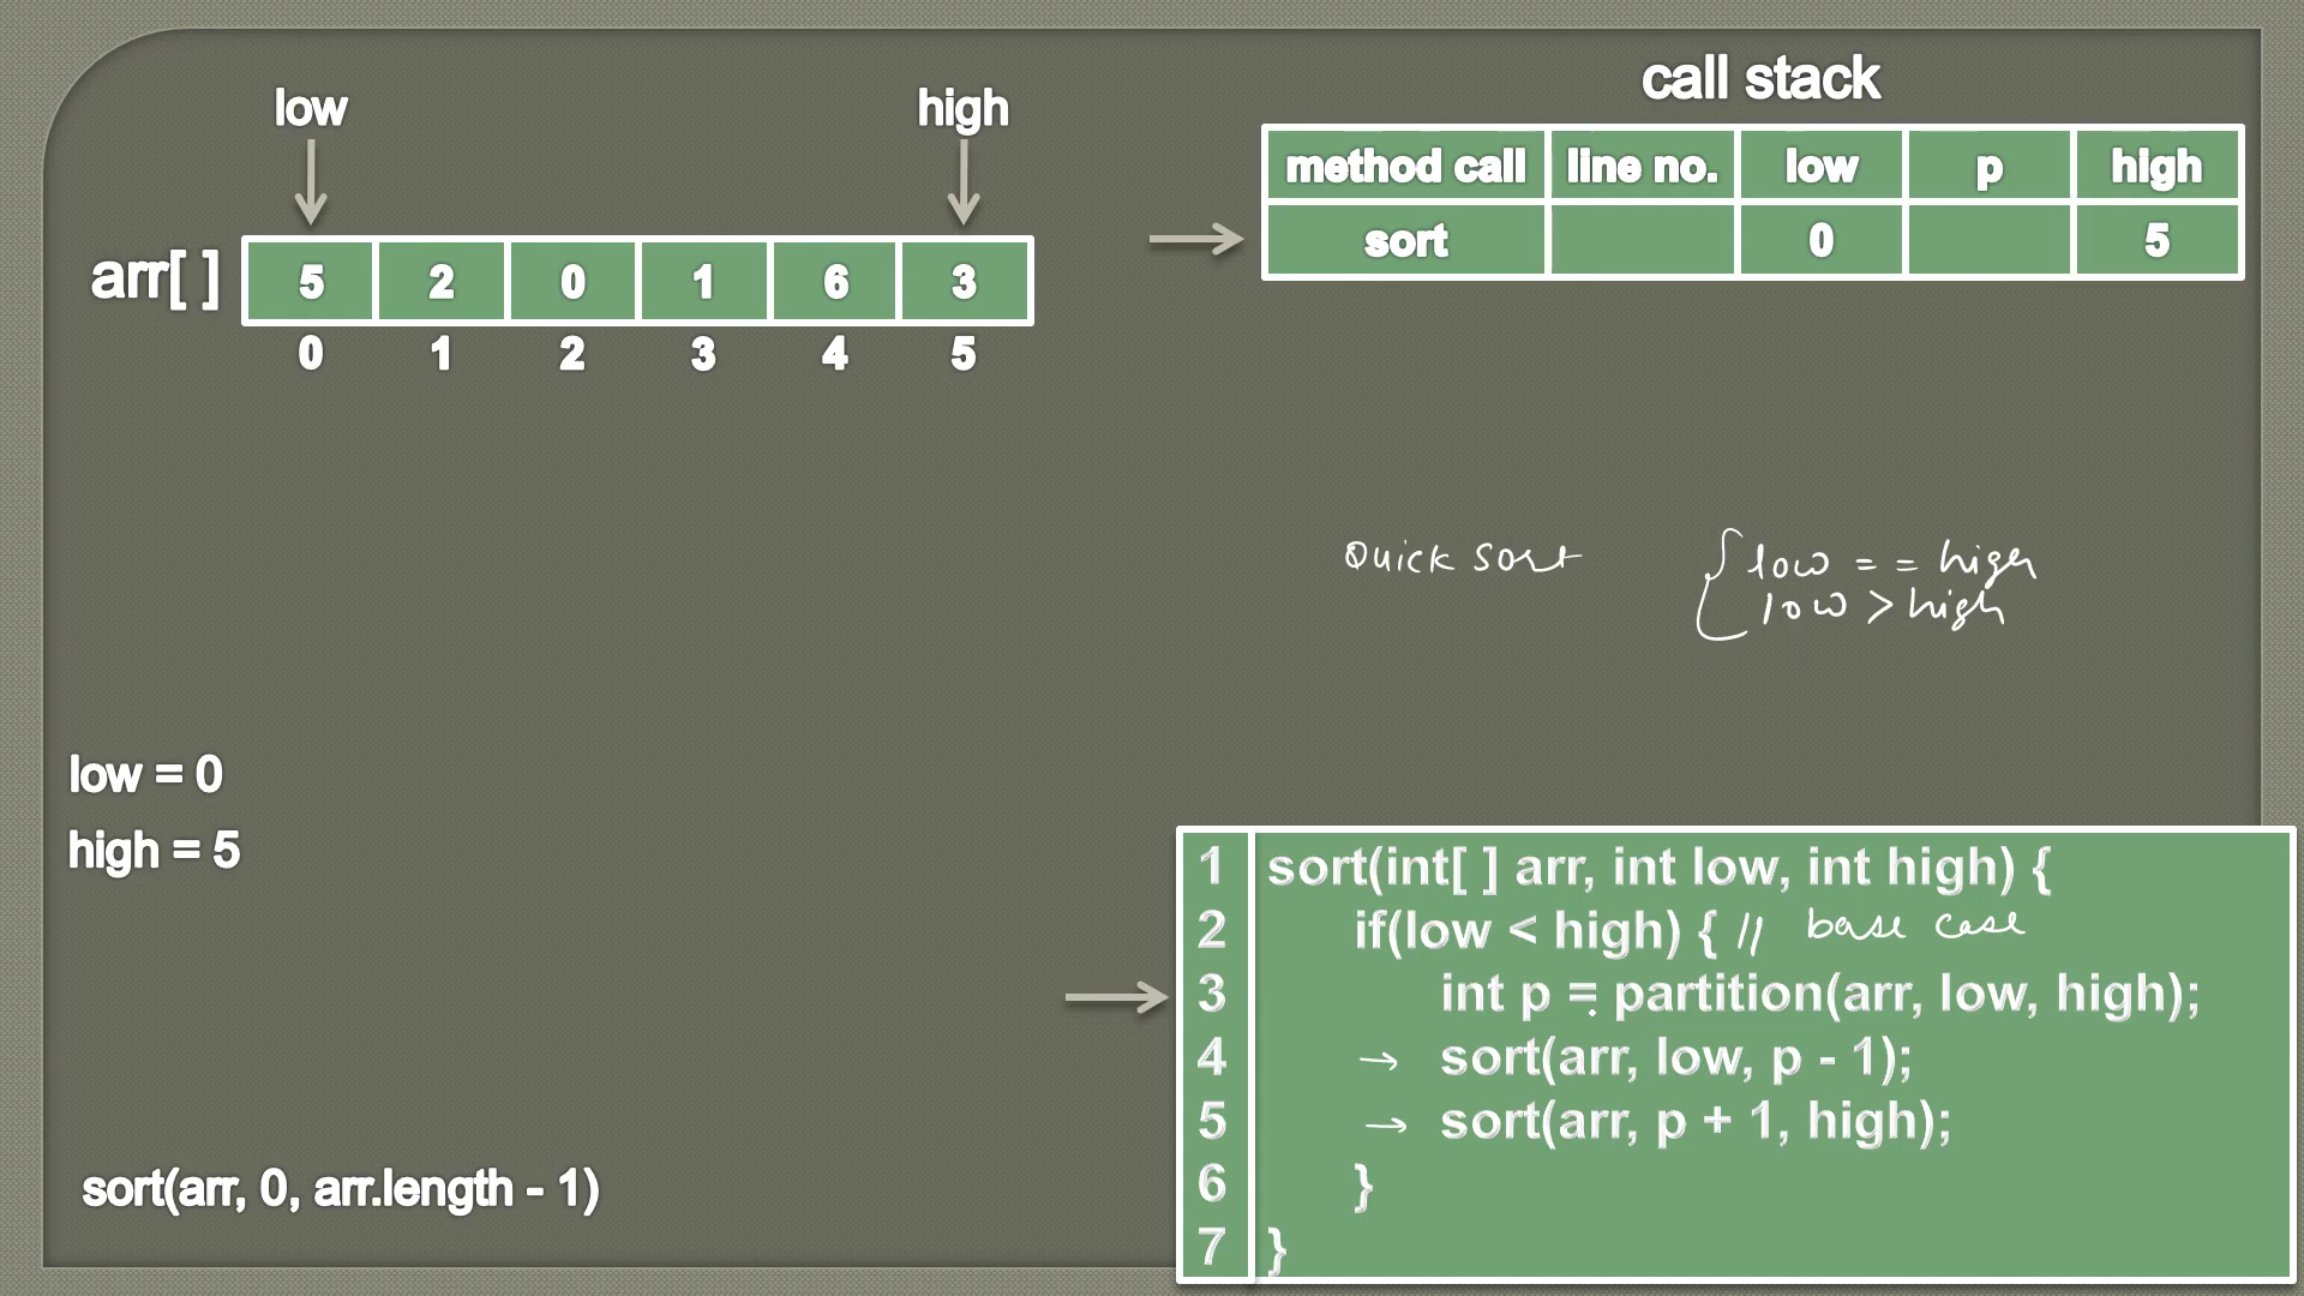 low high
arr[ ] 5 2 0 1 6 3
0 1 2 3 4 5
call stack
method call line no. low p high
sort 0 5
Quick Sort
low = = high
low > high
low = 0
high = 5
sort(arr, 0, arr.length - 1)
1 sort(int[ ] arr, int low, int high) {
2 if(low < high) { // base case
3 int p = partition(arr, low, high);
4 → sort(arr, low, p - 1);
5 → sort(arr, p + 1, high);
6 }
7 }